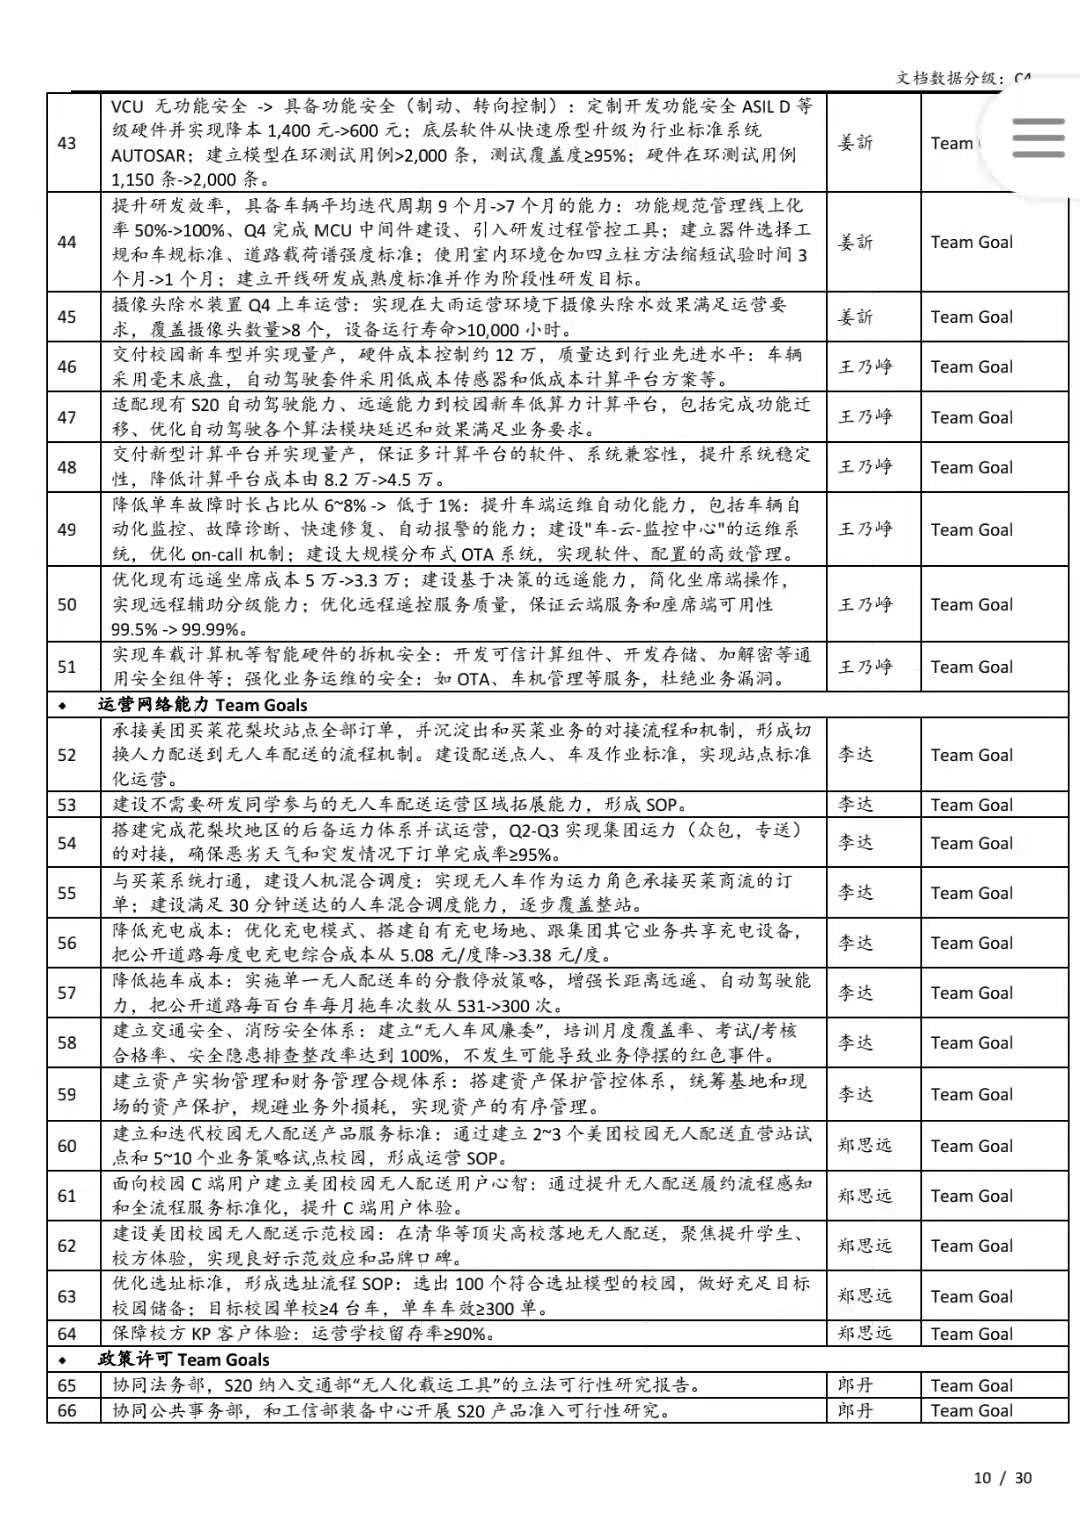 文档数据分级：C4
43
VCU 无功能安全 -> 具备功能安全（制动、转向控制）：定制开发功能安全 ASIL D 等
级硬件并实现降本 1,400 元->600 元；底层软件从快速原型升级为行业标准系统
AUTOSAR；建立模型在环测试用例>2,000 条，测试覆盖度≥95%；硬件在环测试用例
1,150 条->2,000 条。
姜訢
Team
44
提升研发效率，具备车辆平均迭代周期 9 个月->7 个月的能力：功能规范管理线上化
率 50%->100%、Q4 完成 MCU 中间件建设、引入研发过程管控工具；建立器件选择工
规和车规标准、道路载荷谱强度标准；使用室内环境仓加四立柱方法缩短试验时间 3
个月->1 个月；建立开线研发成熟度标准并作为阶段性研发目标。
姜訢
Team Goal
45
摄像头除水装置 Q4 上车运营：实现在大雨运营环境下摄像头除水效果满足运营要
求，覆盖摄像头数量>8 个，设备运行寿命>10,000 小时。
姜訢
Team Goal
46
交付校园新车型并实现量产，硬件成本控制约 12 万，质量达到行业先进水平：车辆
采用毫末底盘，自动驾驶套件采用低成本传感器和低成本计算平台方案等。
王乃峥
Team Goal
47
适配现有 S20 自动驾驶能力、远遥能力到校园新车低算力计算平台，包括完成功能迁
移、优化自动驾驶各个算法模块延迟和效果满足业务要求。
王乃峥
Team Goal
48
交付新型计算平台并实现量产，保证多计算平台的软件、系统兼容性，提升系统稳定
性，降低计算平台成本由 8.2 万->4.5 万。
王乃峥
Team Goal
49
降低单车故障时长占比从 6~8% -> 低于 1%：提升车端运维自动化能力，包括车辆自
动化监控、故障诊断、快速修复、自动报警的能力；建设"车-云-监控中心"的运维系
统，优化 on-call 机制；建设大规模分布式 OTA 系统，实现软件、配置的高效管理。
王乃峥
Team Goal
50
优化现有远遥坐席成本 5 万->3.3 万；建设基于决策的远遥能力，简化坐席端操作，
实现远程辅助分级能力；优化远程遥控服务质量，保证云端服务和座席端可用性
99.5% -> 99.99%。
王乃峥
Team Goal
51
实现车载计算机等智能硬件的拆机安全：开发可信计算组件、开发存储、加解密等通
用安全组件等；强化业务运维的安全：如 OTA、车机管理等服务，杜绝业务漏洞。
王乃峥
Team Goal
◆ 运营网络能力 Team Goals
52
承接美团买菜花梨坎站点全部订单，并沉淀出和买菜业务的对接流程和机制，形成切
换人力配送到无人车配送的流程机制。建设配送点人、车及作业标准，实现站点标准
化运营。
李达
Team Goal
53
建设不需要研发同学参与的无人车配送运营区域拓展能力，形成 SOP。
李达
Team Goal
54
搭建完成花梨坎地区的后备运力体系并试运营，Q2-Q3 实现集团运力（众包，专送）
的对接，确保恶劣天气和突发情况下订单完成率≥95%。
李达
Team Goal
55
与买菜系统打通，建设人机混合调度：实现无人车作为运力角色承接买菜商流的订
单；建设满足 30 分钟送达的人车混合调度能力，逐步覆盖整站。
李达
Team Goal
56
降低充电成本：优化充电模式、搭建自有充电场地、跟集团其它业务共享充电设备，
把公开道路每度电充电综合成本从 5.08 元/度降->3.38 元/度。
李达
Team Goal
57
降低拖车成本：实施单一无人配送车的分散停放策略，增强长距离远遥、自动驾驶能
力，把公开道路每百台车每月拖车次数从 531->300 次。
李达
Team Goal
58
建立交通安全、消防安全体系：建立“无人车风廉委”，培训月度覆盖率、考试/考核
合格率、安全隐患排查整改率达到 100%，不发生可能导致业务停摆的红色事件。
李达
Team Goal
59
建立资产实物管理和财务管理合规体系：搭建资产保护管控体系，统筹基地和现
场的资产保护，规避业务外损耗，实现资产的有序管理。
李达
Team Goal
60
建立和迭代校园无人配送产品服务标准：通过建立 2~3 个美团校园无人配送直营站试
点和 5~10 个业务策略试点校园，形成运营 SOP。
郑思远
Team Goal
61
面向校园 C 端用户建立美团校园无人配送用户心智：通过提升无人配送履约流程感知
和全流程服务标准化，提升 C 端用户体验。
郑思远
Team Goal
62
建设美团校园无人配送示范校园：在清华等顶尖高校落地无人配送，聚焦提升学生、
校方体验，实现良好示范效应和品牌口碑。
郑思远
Team Goal
63
优化选址标准，形成选址流程 SOP：选出 100 个符合选址模型的校园，做好充足目标
校园储备；目标校园单校≥4 台车，单车车效≥300 单。
郑思远
Team Goal
64
保障校方 KP 客户体验：运营学校留存率≥90%。
郑思远
Team Goal
◆ 政策许可 Team Goals
65
协同法务部，S20 纳入交通部“无人化载运工具”的立法可行性研究报告。
郎丹
Team Goal
66
协同公共事务部，和工信部装备中心开展 S20 产品准入可行性研究。
郎丹
Team Goal
10 / 30